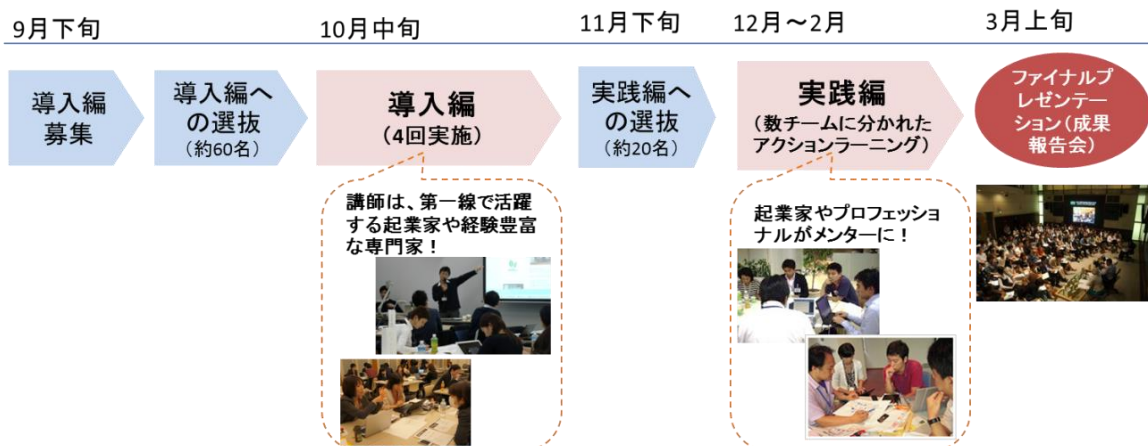 9月下旬
10月中旬
11月下旬
12月～2月
3月上旬
導入編
募集
導入編へ
の選抜
（約60名）
導入編
（4回実施）
実践編へ
の選抜
（約20名）
実践編
（数チームに分かれた
アクションラーニング）
ファイナルプ
レゼンテー
ション（成果
報告会）
講師は、第一線で活躍
する起業家や経験豊富
な専門家！
起業家やプロフェッショ
ナルがメンターに！